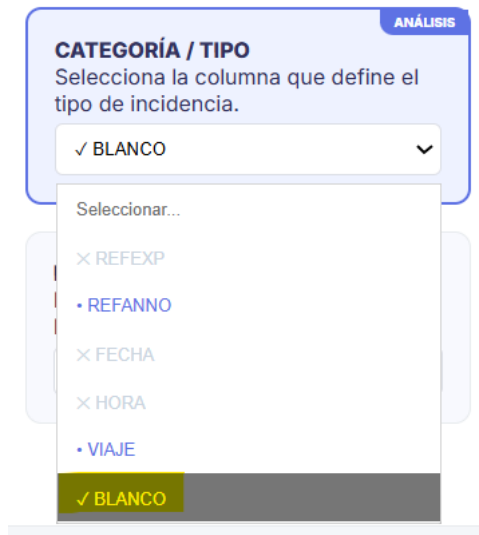 ANÁLISIS
CATEGORÍA / TIPO
Selecciona la columna que define el
tipo de incidencia.
✓ BLANCO
Seleccionar...
× REFEXP
• REFANNO
× FECHA
× HORA
• VIAJE
✓ BLANCO